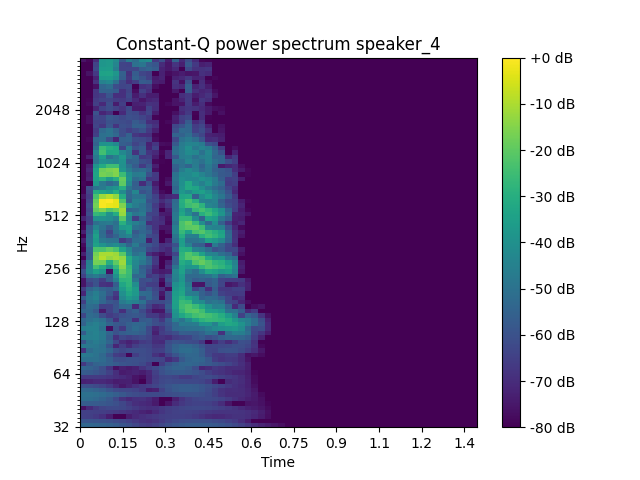 Constant-Q power spectrum speaker_4
Hz
2048
1024
512
256
128
64
32
0 0.15 0.3 0.45 0.6 0.75 0.9 1.1 1.2 1.4
Time
+0 dB
-10 dB
-20 dB
-30 dB
-40 dB
-50 dB
-60 dB
-70 dB
-80 dB